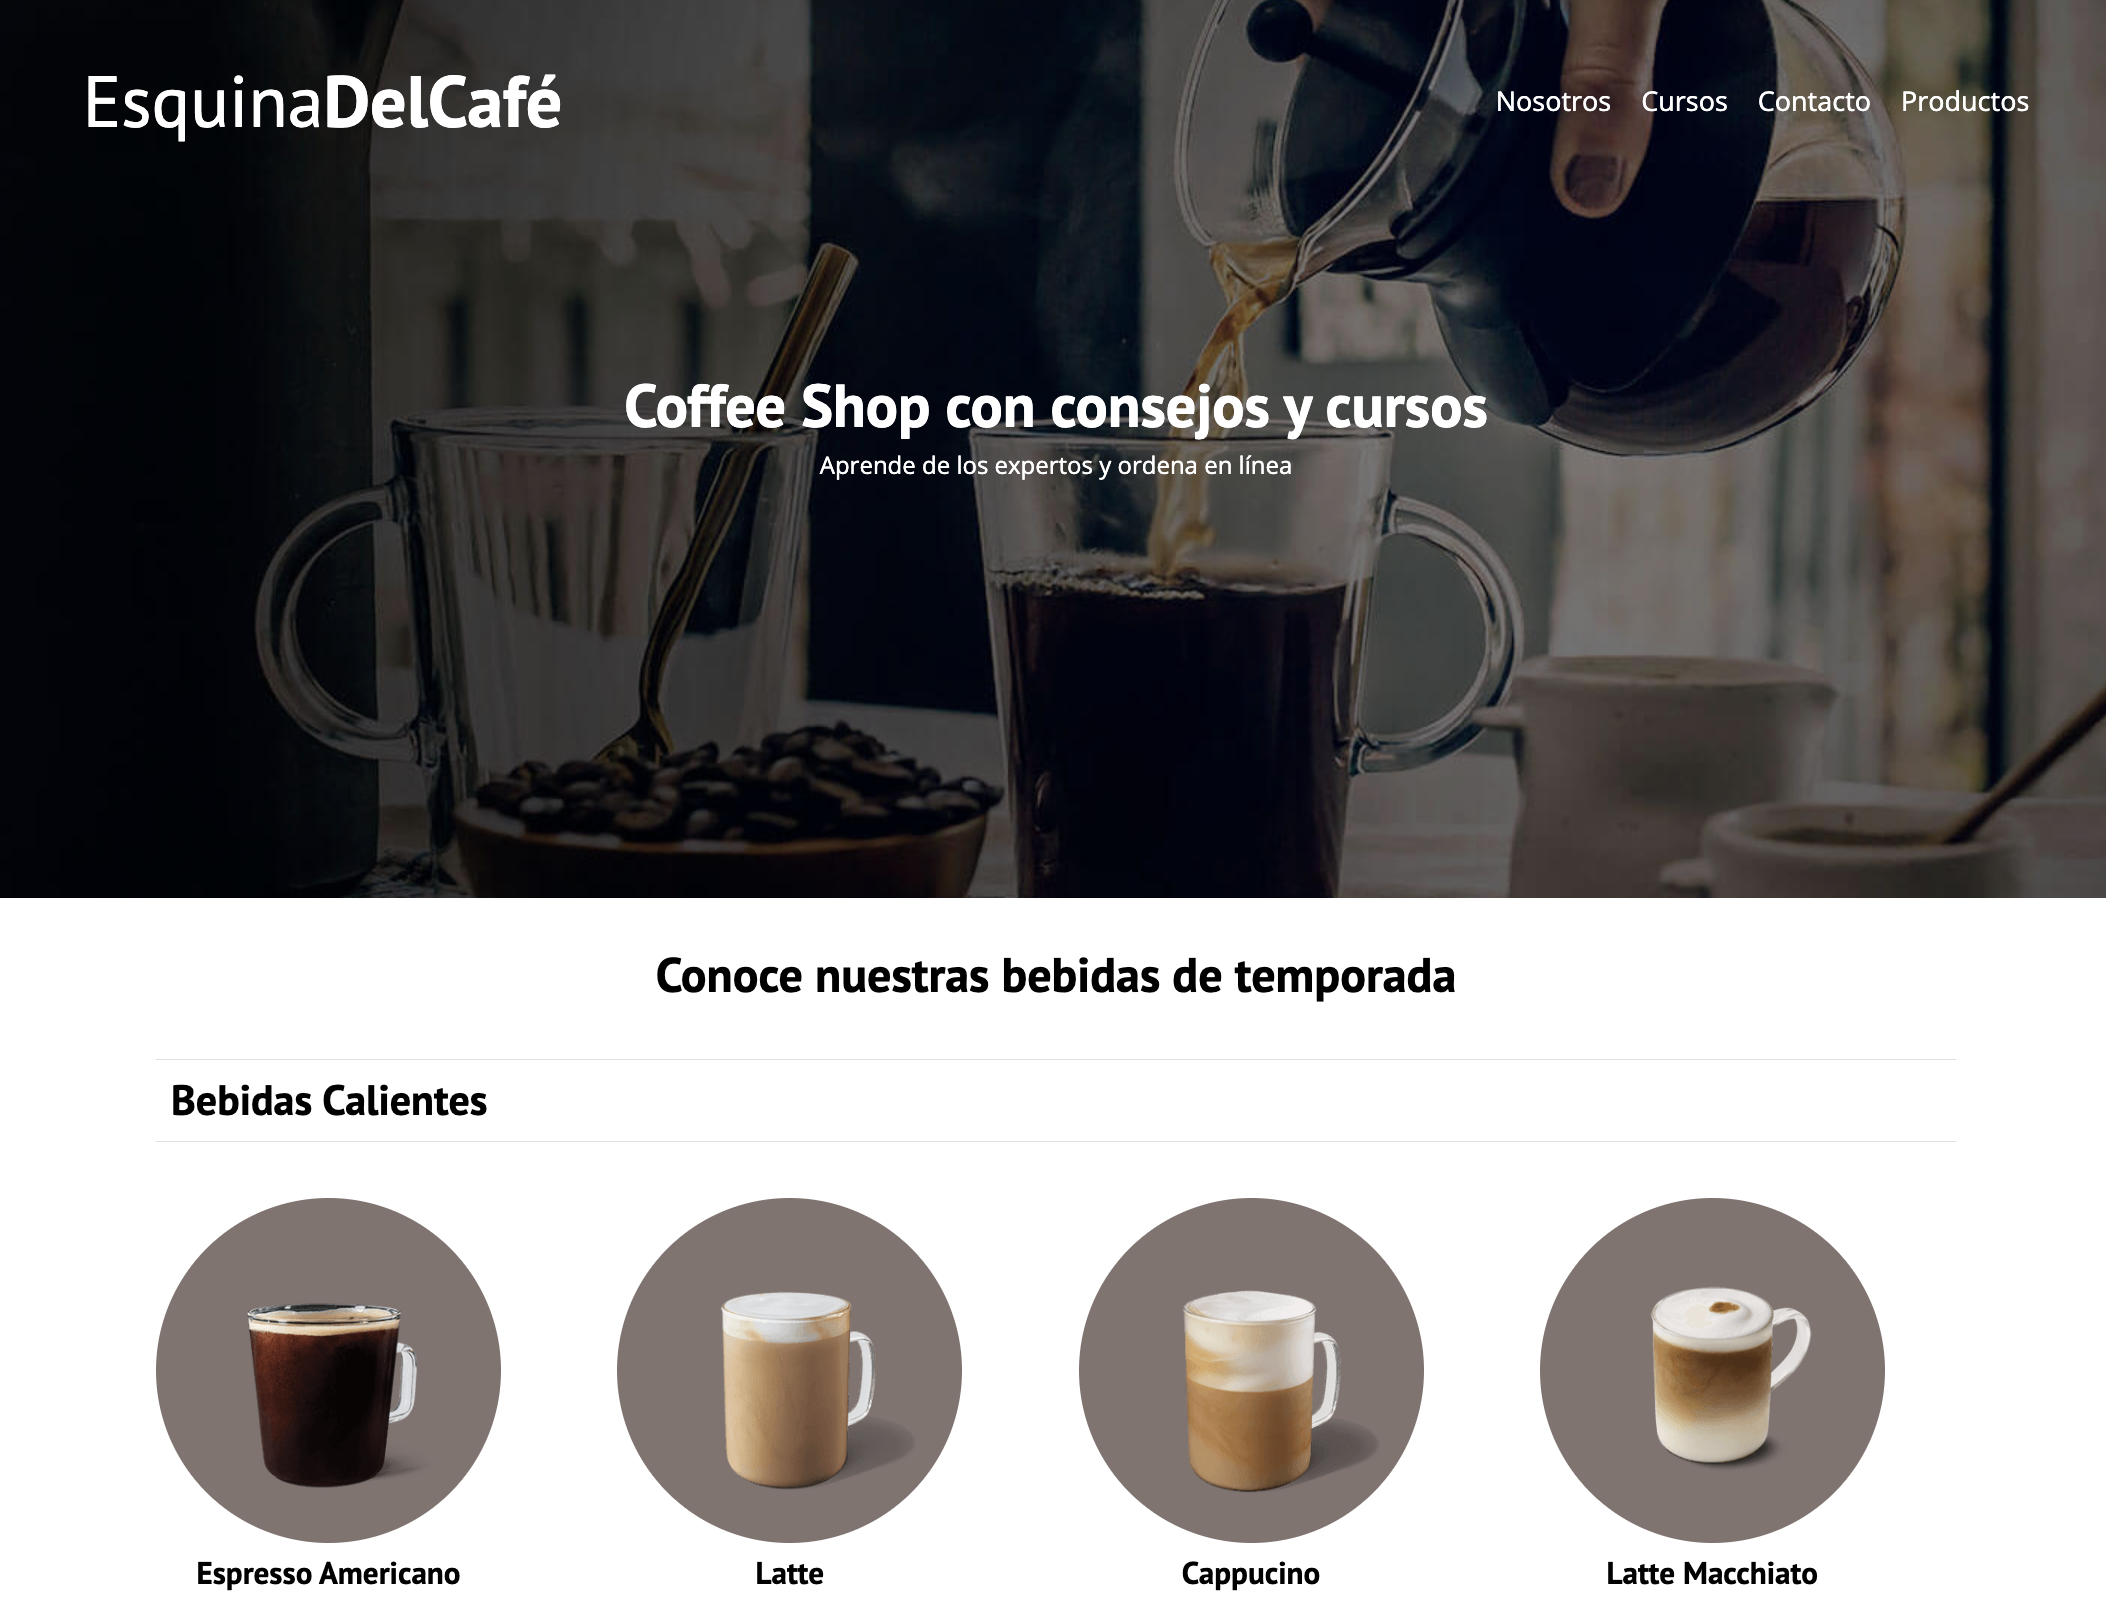 EsquinaDelCafé
Nosotros Cursos Contacto Productos
Coffee Shop con consejos y cursos
Aprende de los expertos y ordena en línea
Conoce nuestras bebidas de temporada
Bebidas Calientes
Espresso Americano
Latte
Cappucino
Latte Macchiato